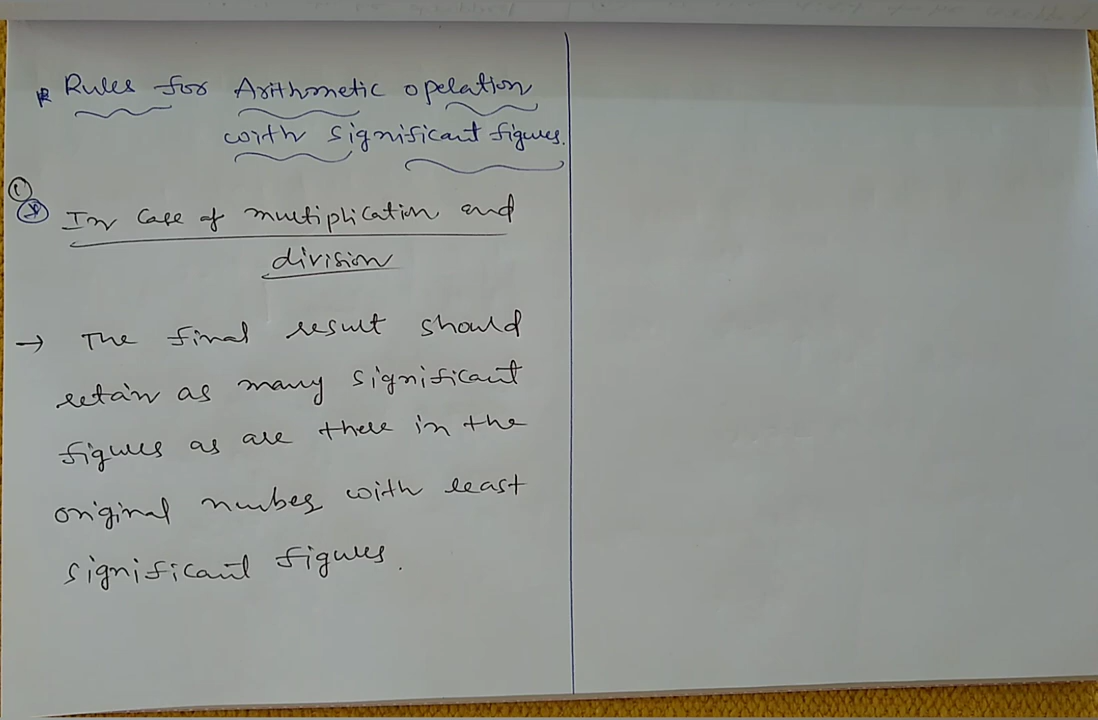 * Rules for Arithmetic operation
with significant figures.
(1)
* In case of multiplication and
division
→ The final result should
retain as many significant
figures as are there in the
original number with least
significant figures.